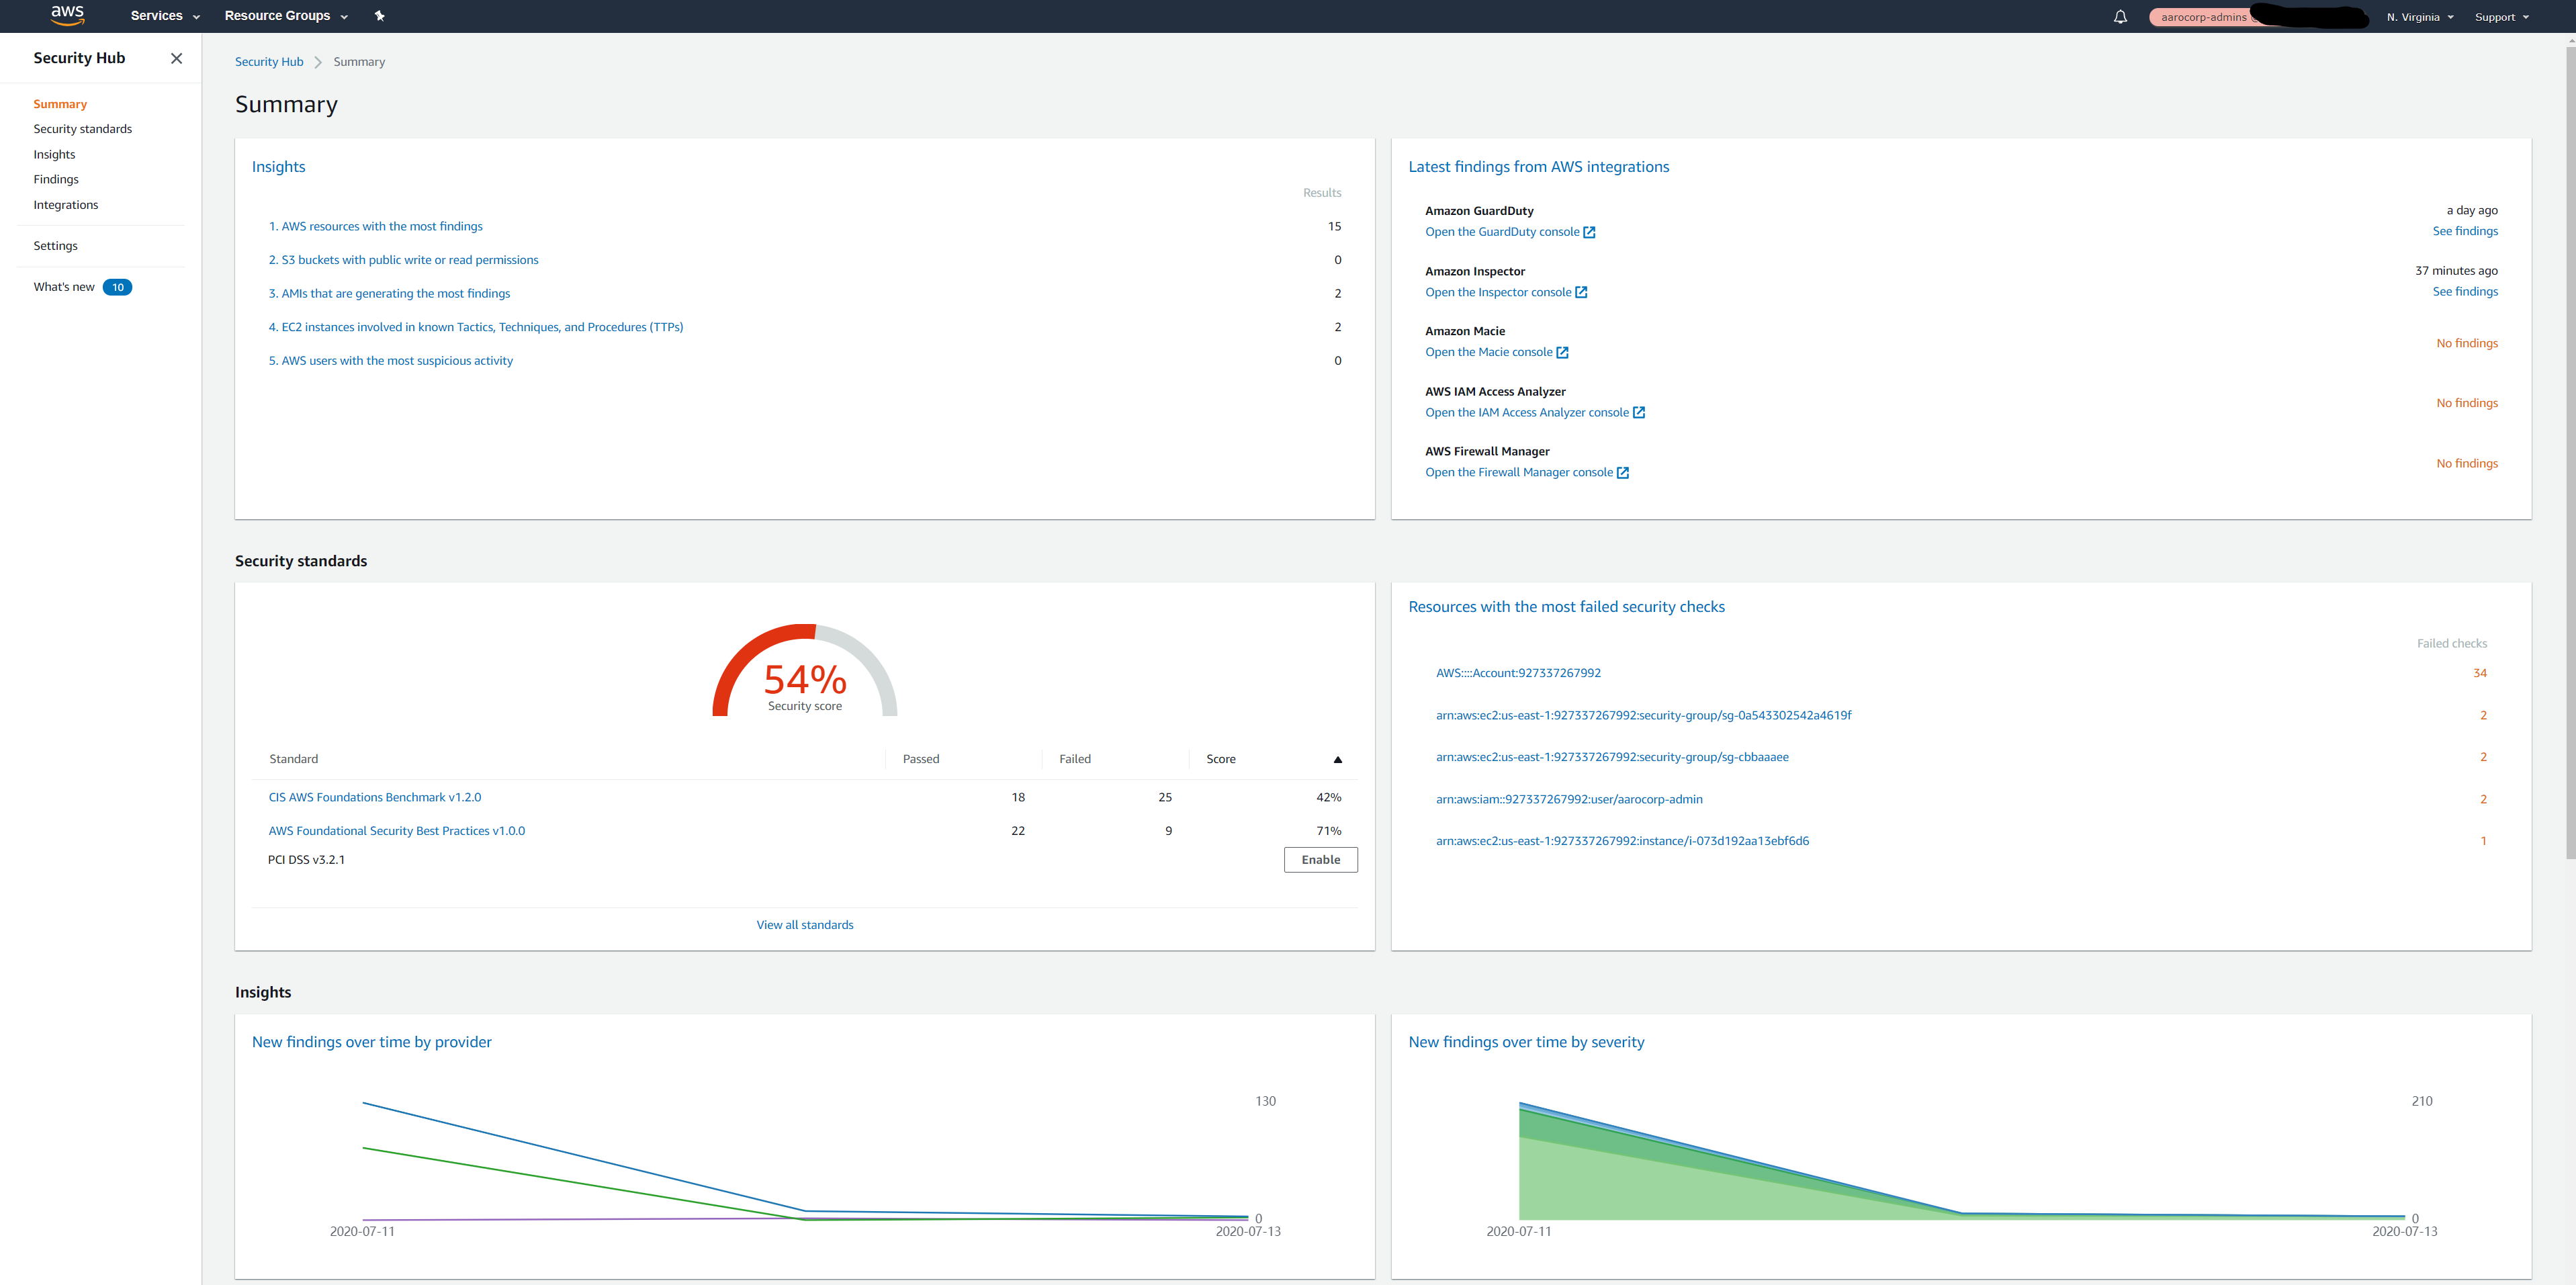 aws Services Resource Groups aarocorp-admins N. Virginia Support
Security Hub
Summary
Security standards
Insights
Findings
Integrations
Settings
What's new 10
Security Hub Summary
Summary
Insights
Results
1. AWS resources with the most findings 15
2. S3 buckets with public write or read permissions 0
3. AMIs that are generating the most findings 2
4. EC2 instances involved in known Tactics, Techniques, and Procedures (TTPs) 2
5. AWS users with the most suspicious activity 0
Latest findings from AWS integrations
Amazon GuardDuty a day ago
Open the GuardDuty console See findings
Amazon Inspector 37 minutes ago
Open the Inspector console See findings
Amazon Macie
Open the Macie console No findings
AWS IAM Access Analyzer
Open the IAM Access Analyzer console No findings
AWS Firewall Manager
Open the Firewall Manager console No findings
Security standards
54%
Security score
Standard Passed Failed Score
CIS AWS Foundations Benchmark v1.2.0 18 25 42%
AWS Foundational Security Best Practices v1.0.0 22 9 71%
PCI DSS v3.2.1 Enable
View all standards
Resources with the most failed security checks
Failed checks
AWS::::Account:927337267992 34
arn:aws:ec2:us-east-1:927337267992:security-group/sg-0a543302542a4619f 2
arn:aws:ec2:us-east-1:927337267992:security-group/sg-cbbaaaee 2
arn:aws:iam::927337267992:user/aarocorp-admin 2
arn:aws:ec2:us-east-1:927337267992:instance/i-073d192aa13ebf6d6 1
Insights
New findings over time by provider
130
0
2020-07-11 2020-07-13
New findings over time by severity
210
0
2020-07-11 2020-07-13